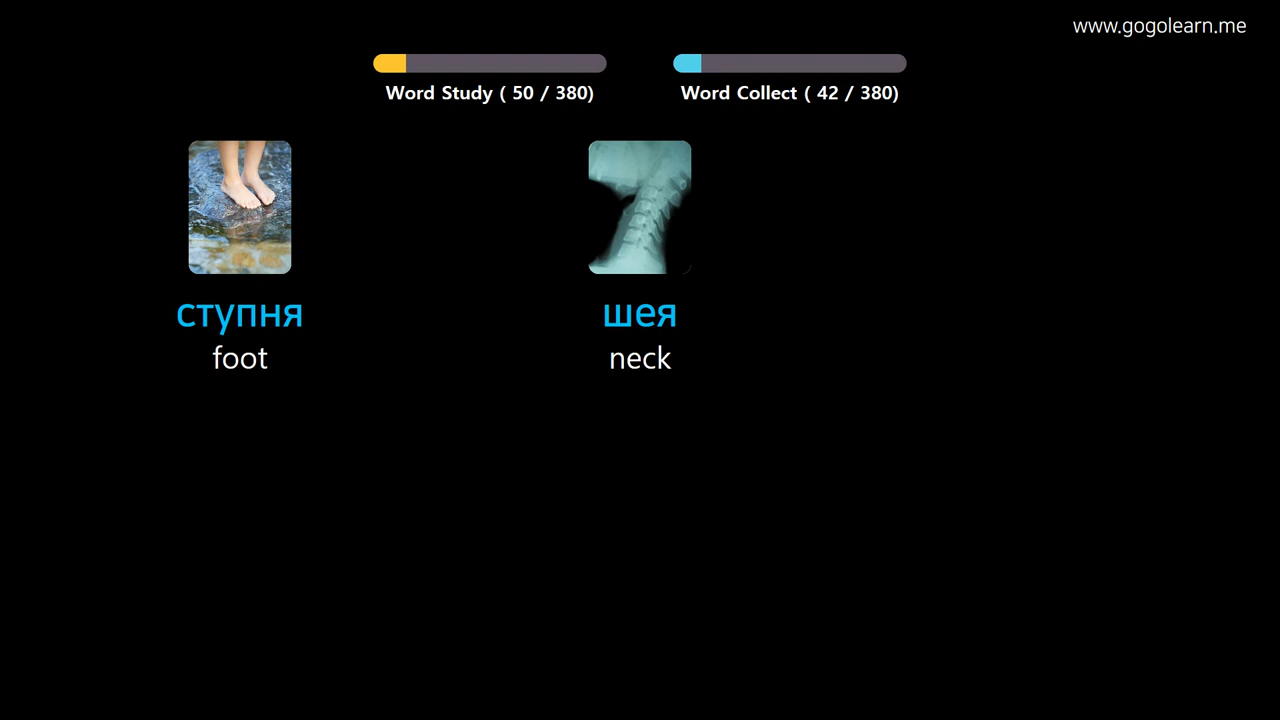 www.gogolearn.me
Word Study ( 50 / 380)
Word Collect ( 42 / 380)
ступня
foot
шея
neck